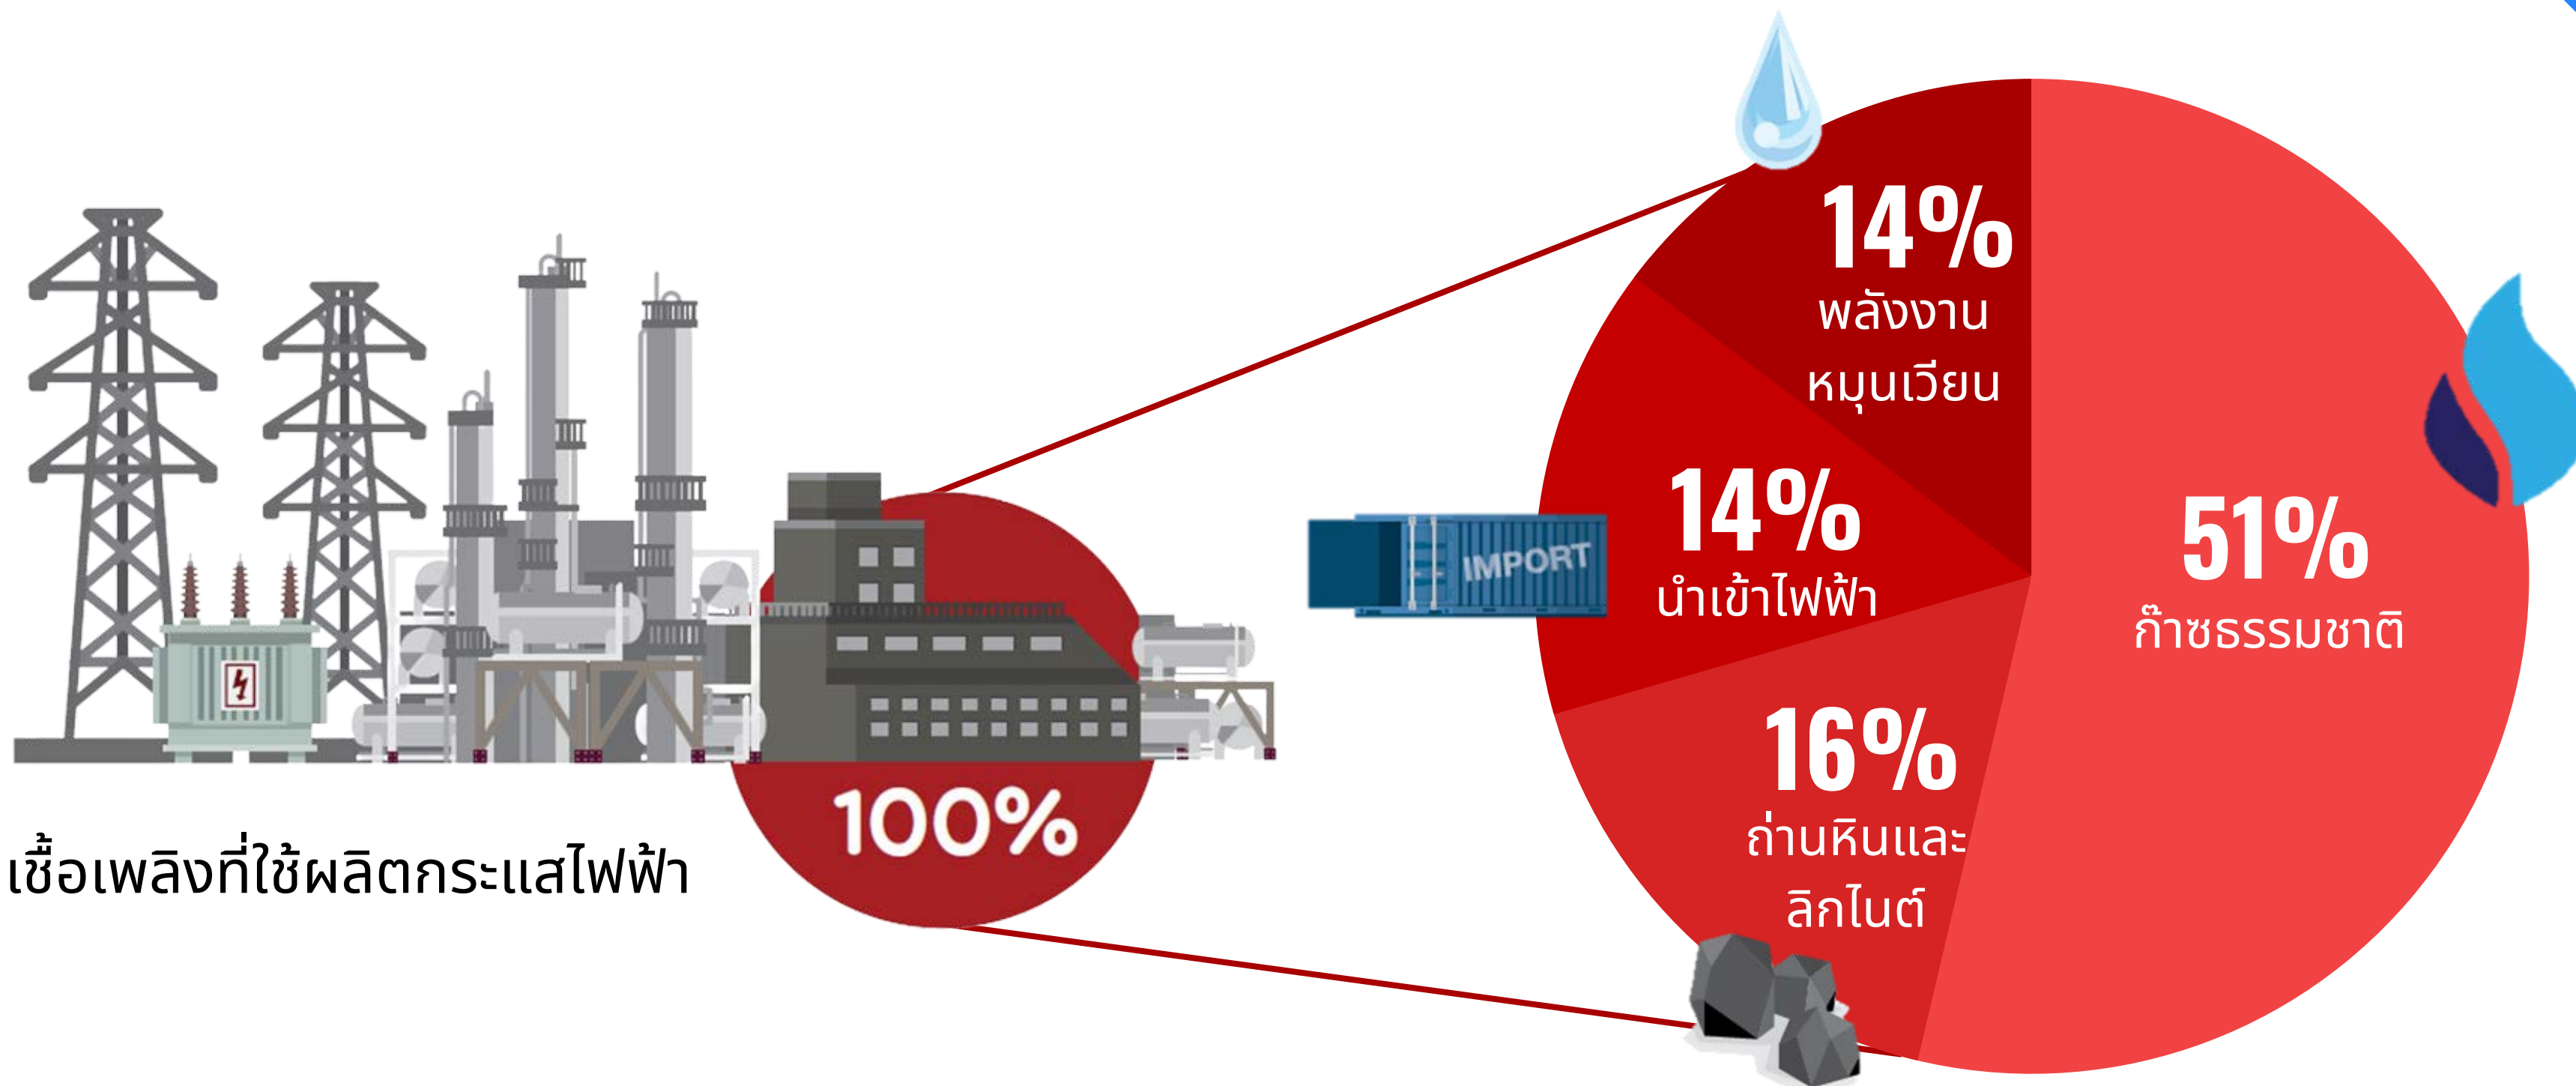 14%
พลังงาน
หมุนเวียน
14%
นำเข้าไฟฟ้า
IMPORT
51%
ก๊าซธรรมชาติ
16%
ถ่านหินและ
ลิกไนต์
100%
เชื้อเพลิงที่ใช้ผลิตกระแสไฟฟ้า